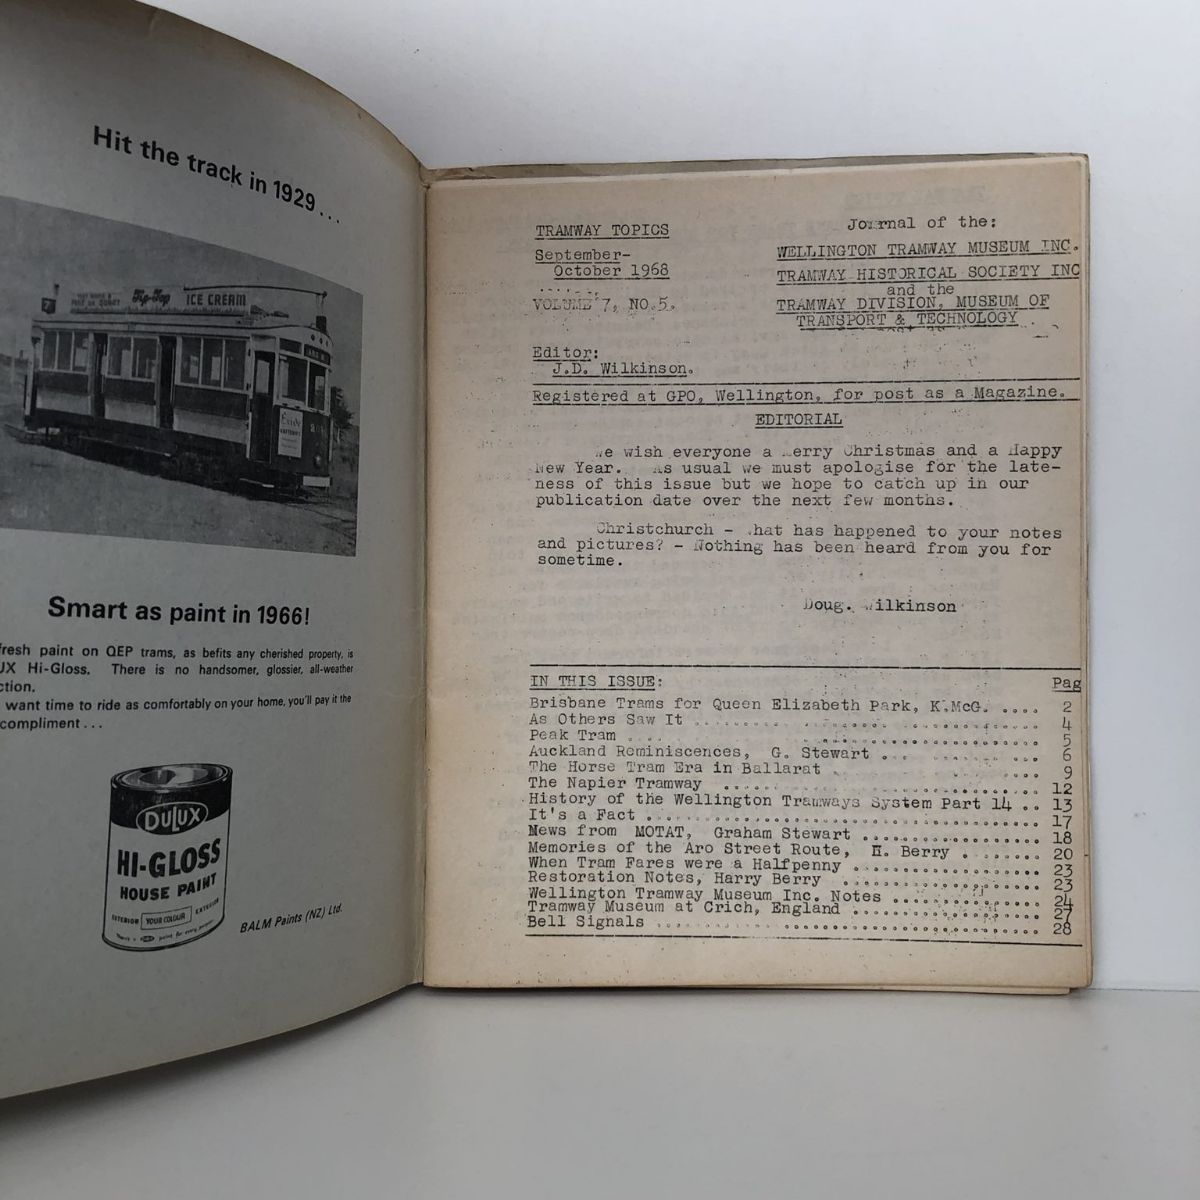 Hit the track in 1929...
Tip-Top ICE CREAM
Exide
Smart as paint in 1966!
fresh paint on QEP trams, as befits any cherished property, is
UX Hi-Gloss. There is no handsomer, glossier, all-weather
ction.
want time to ride as comfortably on your home, you'll pay it the
compliment...
DULUX
HI-GLOSS
HOUSE PAINT
EXTERIOR YOUR COLOUR EXTERIOR
BALM Paints (NZ) Ltd.
TRAMWAY TOPICS
September-
October 1968
VOLUME 7, NO.5.
Journal of the:
WELLINGTON TRAMWAY MUSEUM INC.
TRAMWAY HISTORICAL SOCIETY INC
and the
TRAMWAY DIVISION, MUSEUM OF
TRANSPORT & TECHNOLOGY
Editor:
J.D. Wilkinson.
Registered at GPO, Wellington, for post as a Magazine.
EDITORIAL
We wish everyone a Merry Christmas and a Happy
New Year. As usual we must apologise for the late-
ness of this issue but we hope to catch up in our
publication date over the next few months.
Christchurch - What has happened to your notes
and pictures? - Nothing has been heard from you for
sometime.
Doug. Wilkinson
IN THIS ISSUE: Pag
Brisbane Trams for Queen Elizabeth Park, K.McG. .... 2
As Others Saw It .... 4
Peak Tram .... 5
Auckland Reminiscences, G. Stewart .... 6
The Horse Tram Era in Ballarat .... 9
The Napier Tramway .... 12
History of the Wellington Tramways System Part 14 .. 13
It's a Fact .... 17
News from MOTAT, Graham Stewart .... 18
Memories of the Aro Street Route, H. Berry .... 20
When Tram Fares were a Halfpenny .... 23
Restoration Notes, Harry Berry .... 23
Wellington Tramway Museum Inc. Notes .... 24
Tramway Museum at Crich, England .... 27
Bell Signals .... 28